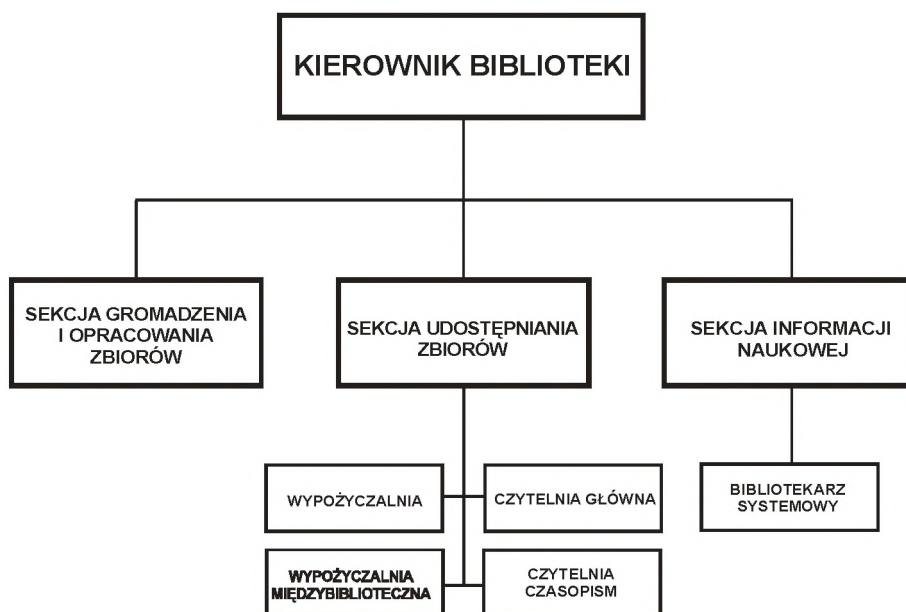 KIEROWNIK BIBLIOTEKI
SEKCJA GROMADZENIA
I OPRACOWANIA
ZBIORÓW
SEKCJA UDOSTĘPNIANIA
ZBIORÓW
SEKCJA INFORMACJI
NAUKOWEJ
WYPOŻYCZALNIA
CZYTELNIA GŁÓWNA
BIBLIOTEKARZ
SYSTEMOWY
WYPOŻYCZALNIA
MIĘDZYBIBLIOTECZNA
CZYTELNIA
CZASOPISM